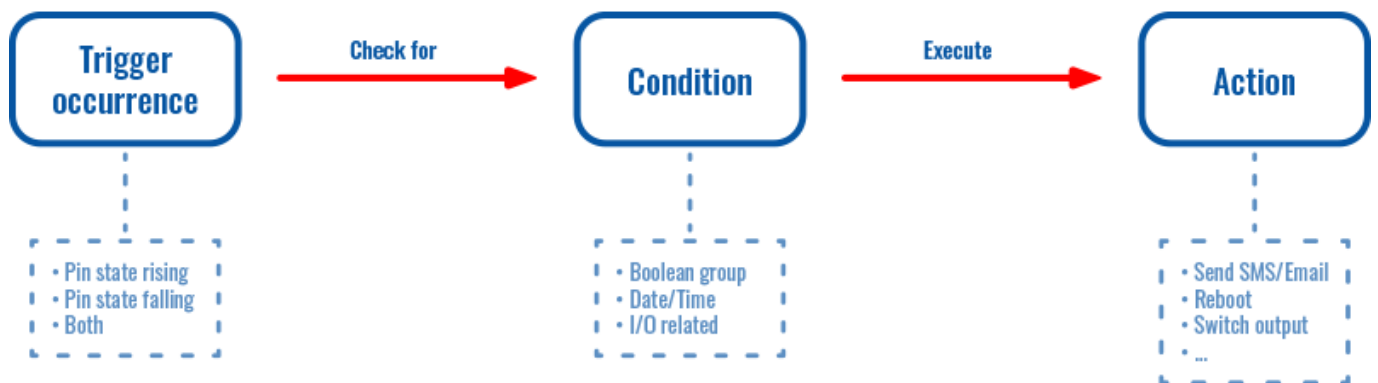 Trigger
occurrence
Check for
Condition
Execute
Action
• Pin state rising
• Pin state falling
• Both
• Boolean group
• Date/Time
• I/O related
• Send SMS/Email
• Reboot
• Switch output
• ...